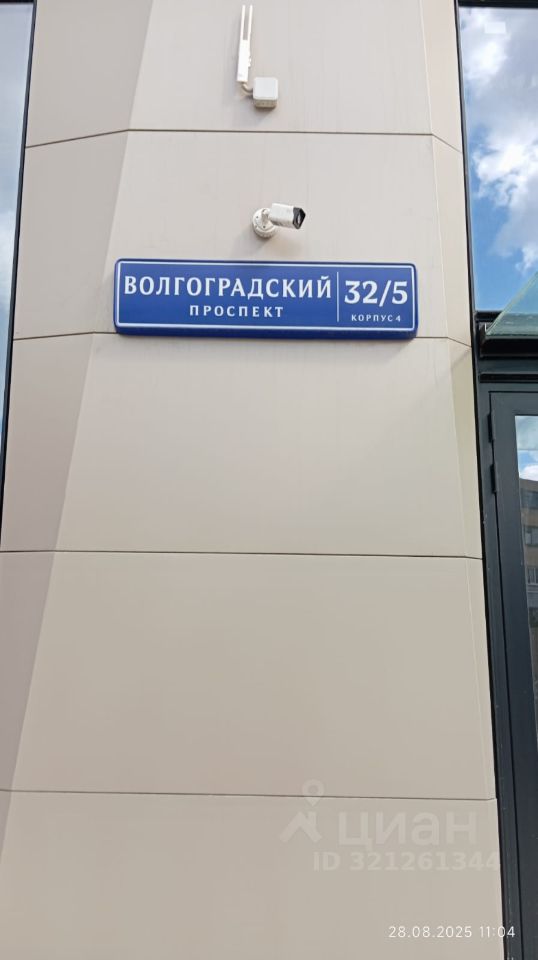 ВОЛГОГРАДСКИЙ
ПРОСПЕКТ
32/5
КОРПУС 4
циан
ID 321261344
28.08.2025 11:04